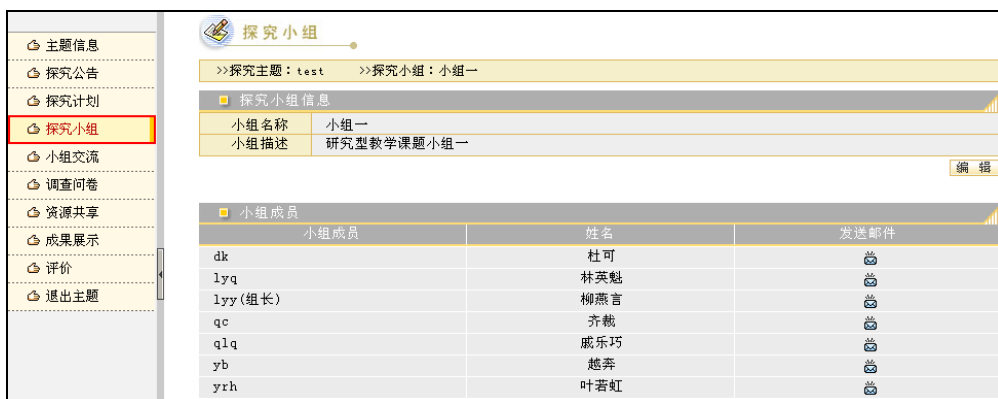 主题信息
探究公告
探究计划
探究小组
小组交流
调查问卷
资源共享
成果展示
评价
退出主题
探究小组
>>探究主题：test >>探究小组：小组一
探究小组信息
小组名称 小组一
小组描述 研究型教学课题小组一
编 辑
小组成员
小组成员 姓名 发送邮件
dk 杜可
lyq 林英魁
lyy(组长) 柳燕言
qc 齐裁
qlq 戚乐巧
yb 越奔
yrh 叶若虹